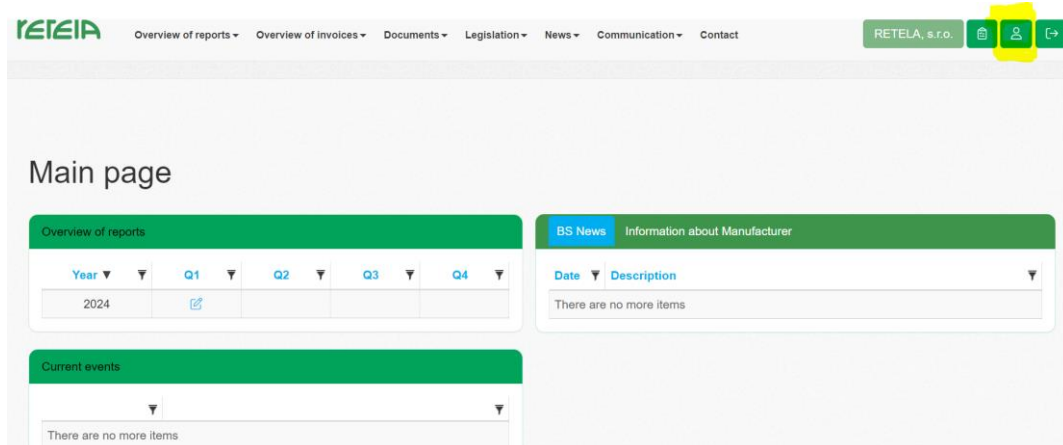 RETELA
Overview of reports Overview of invoices Documents Legislation News Communication Contact RETELA, s.r.o.
Main page
Overview of reports
Year Q1 Q2 Q3 Q4
2024
BS News Information about Manufacturer
Date Description
There are no more items
Current events
There are no more items